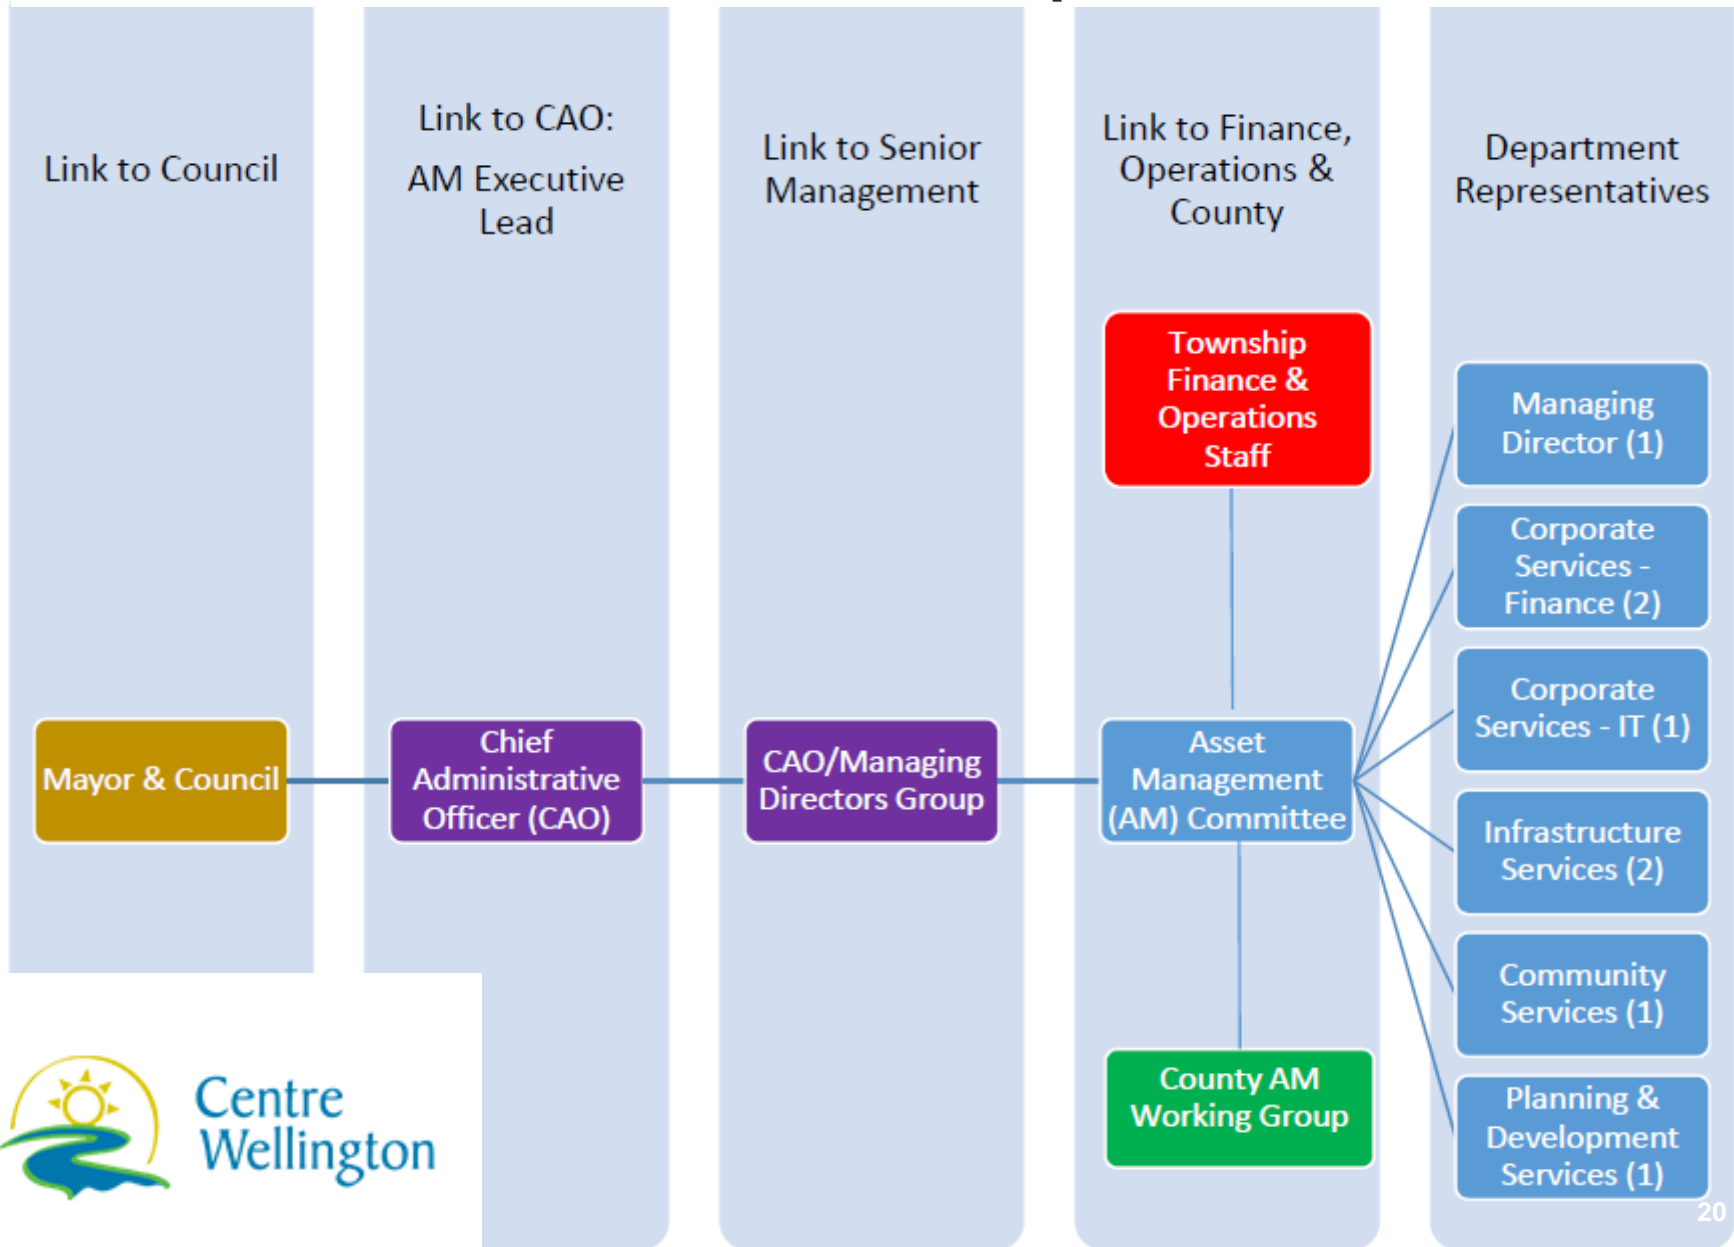 Link to Council
Link to CAO:
AM Executive
Lead
Link to Senior
Management
Link to Finance,
Operations &
County
Department
Representatives
Township
Finance &
Operations
Staff
Mayor & Council
Chief
Administrative
Officer (CAO)
CAO/Managing
Directors Group
Asset
Management
(AM) Committee
County AM
Working Group
Managing
Director (1)
Corporate
Services -
Finance (2)
Corporate
Services - IT (1)
Infrastructure
Services (2)
Community
Services (1)
Planning &
Development
Services (1)
Centre
Wellington
20